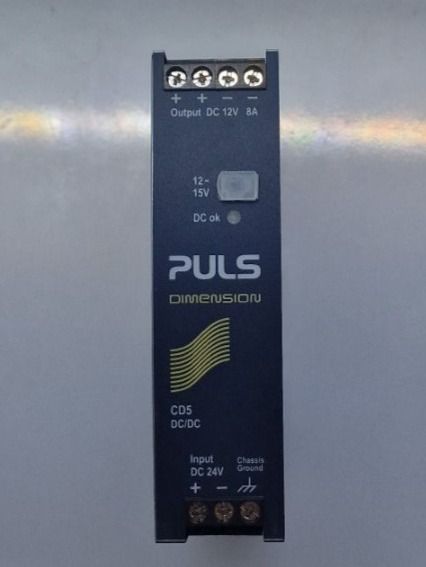 + + − −
Output DC 12V 8A
12-
15V
DC ok
PULS
DIMENSION
CD5
DC/DC
Input
DC 24V
Chassis
Ground
+ −